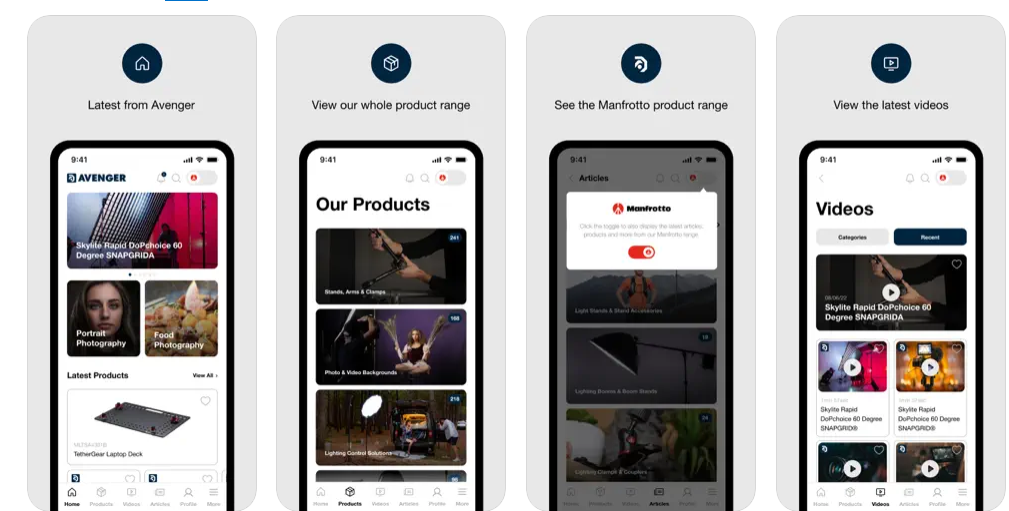 Latest from Avenger
9:41
AVENGER
Skylite Rapid DoPchoice 60
Degree SNAPGRIDA
Portrait
Photography
Food
Photography
Latest Products
View All ›
TetherGear Laptop Deck
Home
Products
Videos
Articles
Profile
More
View our whole product range
9:41
Our Products
241
Stands, Arms & Clamps
168
Photo & Video Backgrounds
218
Lighting Control Solutions
Home
Products
Videos
Articles
Profile
More
See the Manfrotto product range
9:41
Articles
Manfrotto
Click the toggle to also display the latest articles,
products and more from our Manfrotto range
Light Stands & Stand Accessories
18
Lighting Booms & Boom Stands
24
Lighting Clamps & Couplers
Home
Products
Videos
Articles
Profile
More
View the latest videos
9:41
Videos
Categories
Recent
08/06/22
Skylite Rapid DoPchoice 60
Degree SNAPGRIDA
Skylite Rapid
DoPchoice 60 Degree
SNAPGRID®
Skylite Rapid
DoPchoice 60 Degree
SNAPGRID®
Home
Products
Videos
Articles
Profile
More